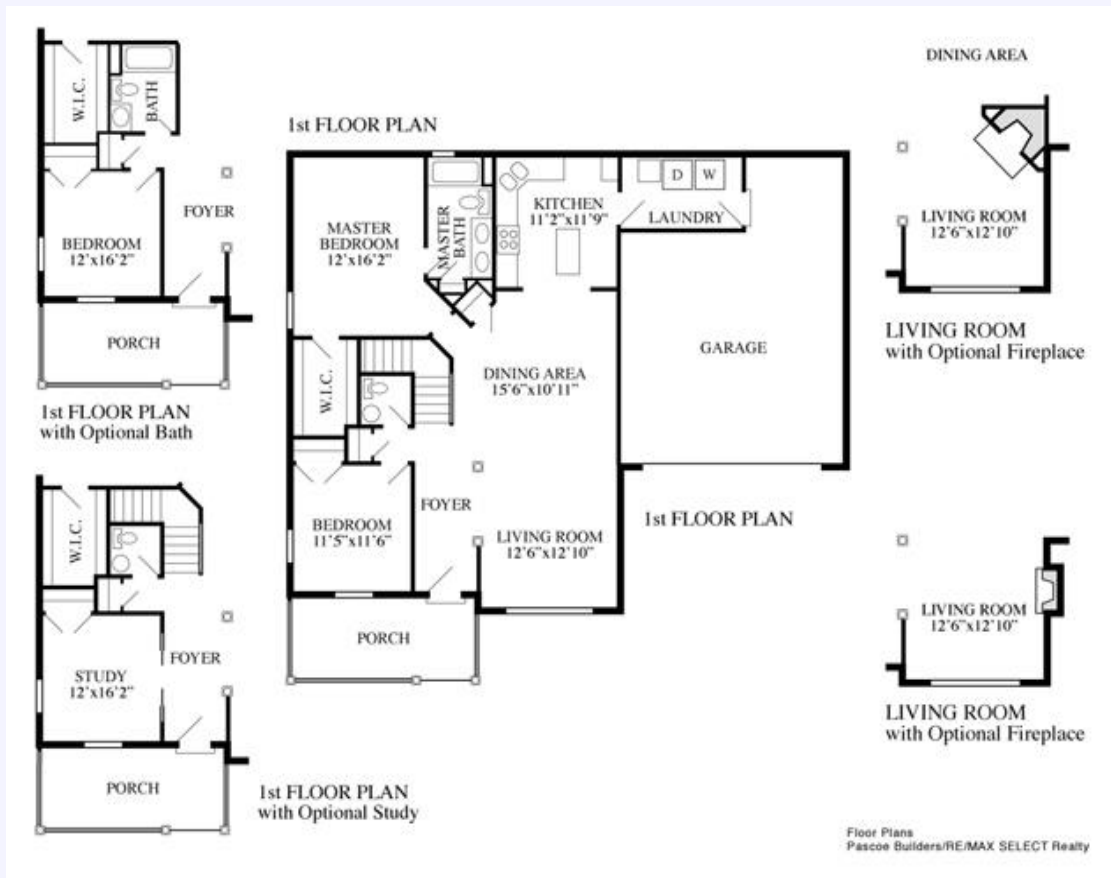 W.I.C.
BATH
FOYER
BEDROOM
12'x16'2"
PORCH
1st FLOOR PLAN
with Optional Bath
W.I.C.
FOYER
STUDY
12'x16'2"
PORCH
1st FLOOR PLAN
with Optional Study
1st FLOOR PLAN
MASTER
BEDROOM
12'x16'2"
MASTER
BATH
KITCHEN
11'2"x11'9"
D
W
LAUNDRY
GARAGE
W.I.C.
DINING AREA
15'6"x10'11"
BEDROOM
11'5"x11'6"
FOYER
LIVING ROOM
12'6"x12'10"
PORCH
1st FLOOR PLAN
DINING AREA
LIVING ROOM
12'6"x12'10"
LIVING ROOM
with Optional Fireplace
LIVING ROOM
12'6"x12'10"
LIVING ROOM
with Optional Fireplace
Floor Plans
Pascoe Builders/RE/MAX SELECT Realty